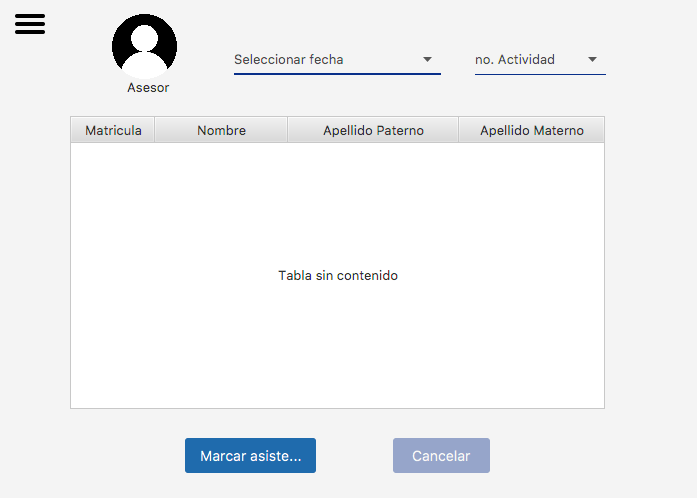 Asesor
Seleccionar fecha
no. Actividad
Matricula Nombre Apellido Paterno Apellido Materno
Tabla sin contenido
Marcar asiste... Cancelar